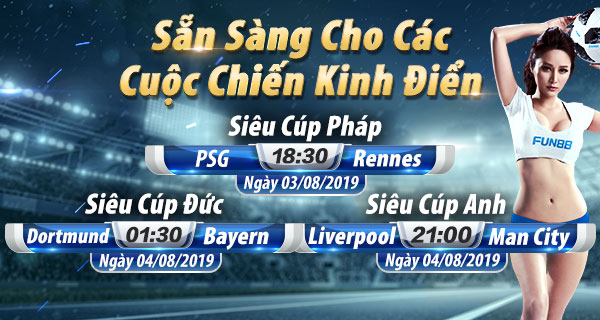 Sẵn Sàng Cho Các
Cuộc Chiến Kinh Điển
Siêu Cúp Pháp
PSG 18:30 Rennes
Ngày 03/08/2019
Siêu Cúp Đức
Dortmund 01:30 Bayern
Ngày 04/08/2019
Siêu Cúp Anh
Liverpool 21:00 Man City
Ngày 04/08/2019
FUN88